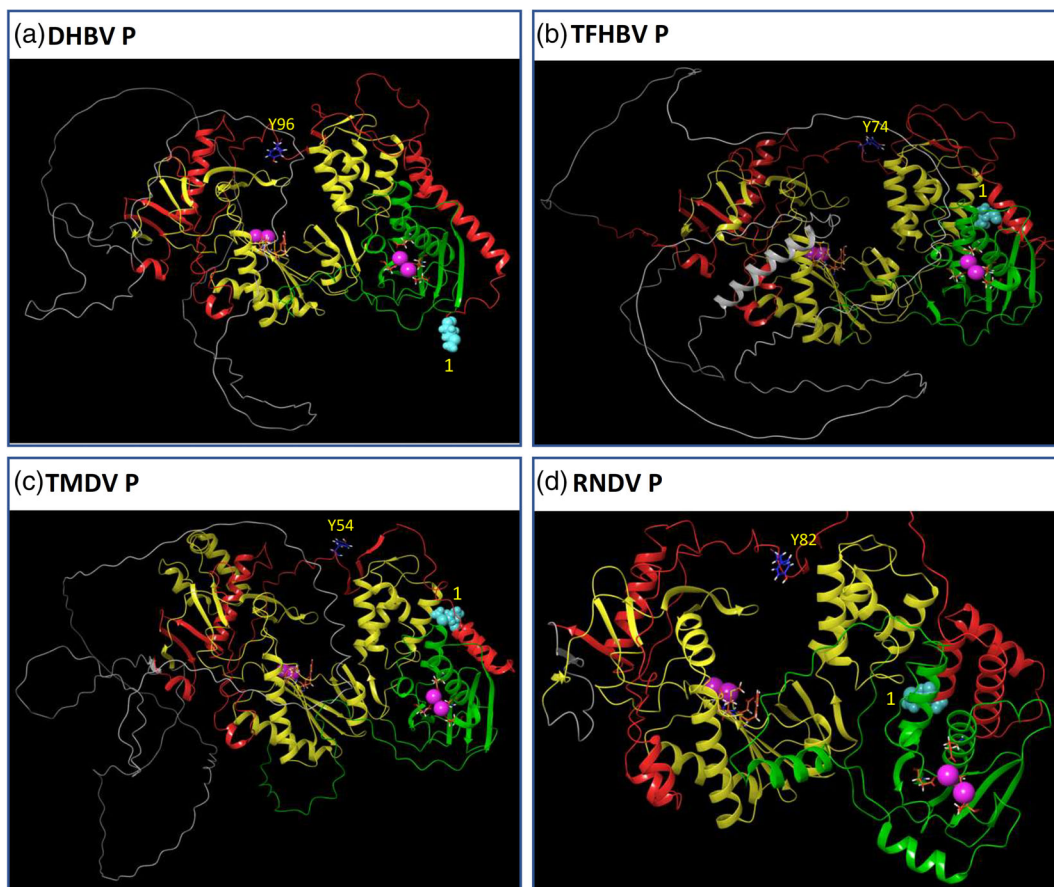 (a) DHBV P
Y96
1
(b) TFHBV P
Y74
1
(c) TMDV P
Y54
1
(d) RNDV P
Y82
1